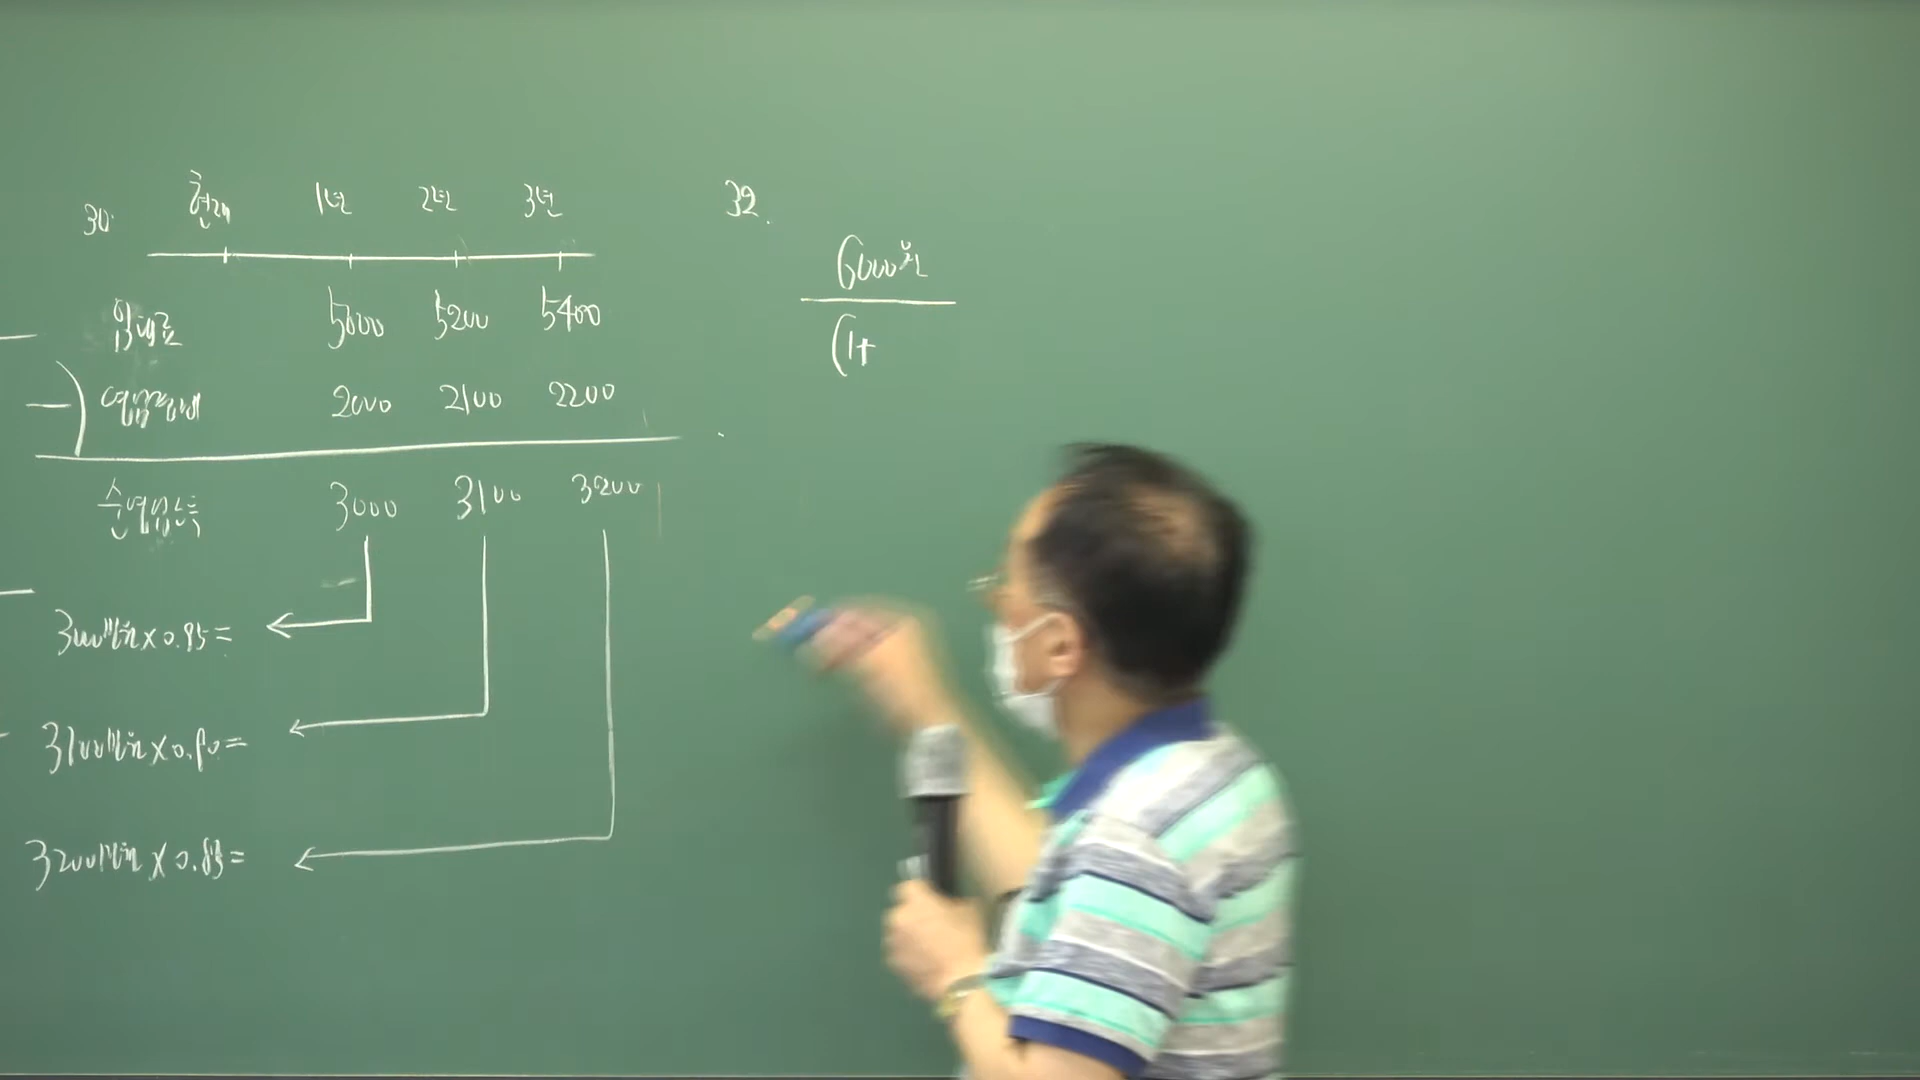 30. 현재 1년 2년 3년
임대료 5000 5200 5400
영업경비 2000 2100 2200
순영업소득 3000 3100 3200
3000만원 × 0.95 =
3100만원 × 0.90 =
3200만원 × 0.85 =
32.
6000원
(1+